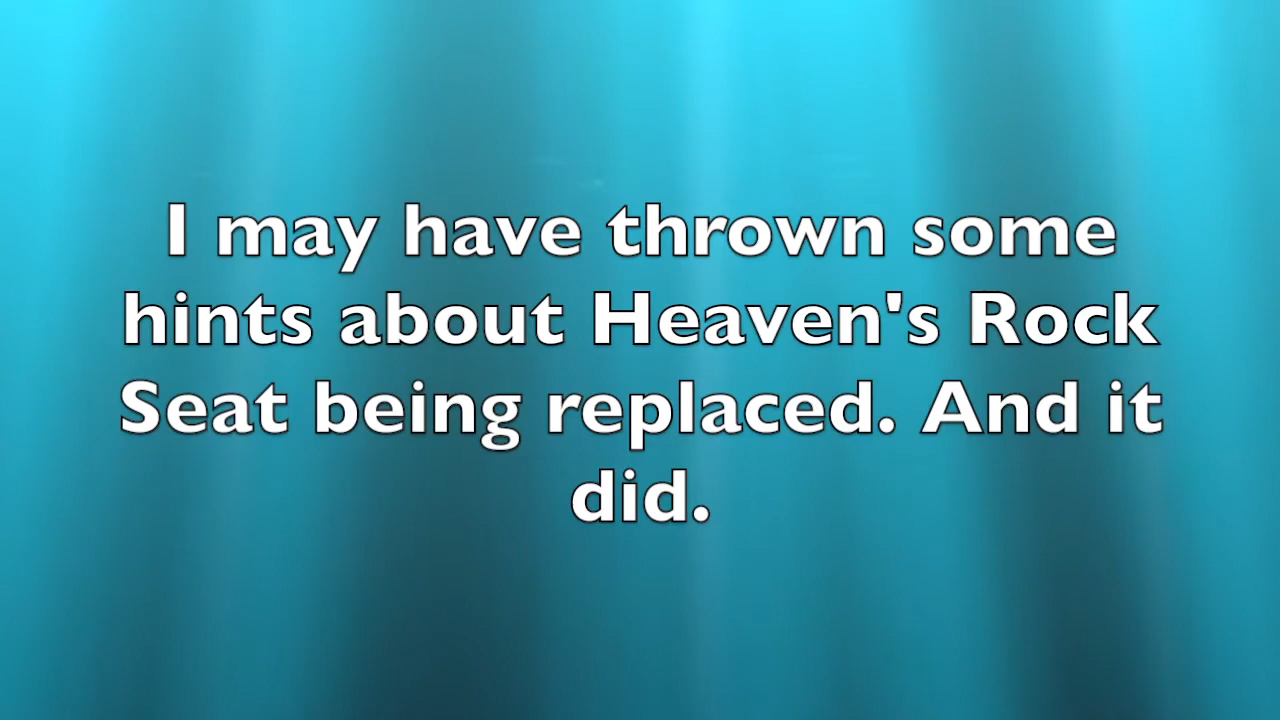 I may have thrown some
hints about Heaven's Rock
Seat being replaced. And it
did.